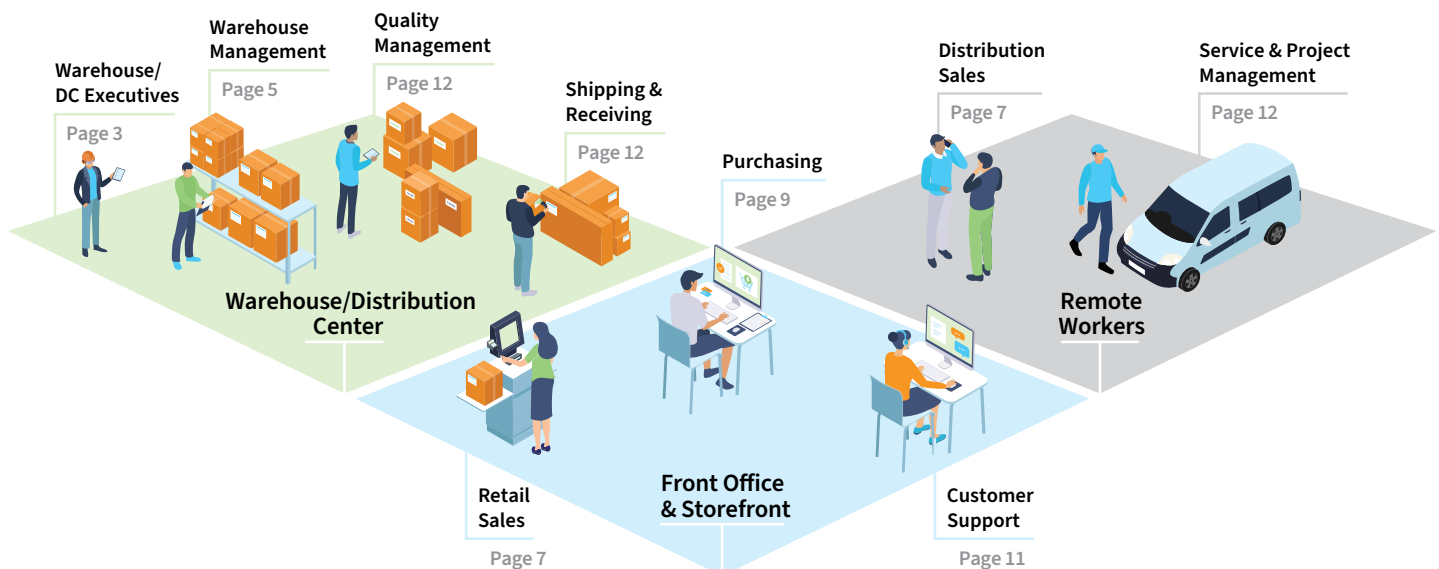 Warehouse/
DC Executives
Page 3
Warehouse
Management
Page 5
Quality
Management
Page 12
Shipping &
Receiving
Page 12
Warehouse/Distribution
Center
Purchasing
Page 9
Retail
Sales
Page 7
Front Office
& Storefront
Customer
Support
Page 11
Distribution
Sales
Page 7
Service & Project
Management
Page 12
Remote
Workers